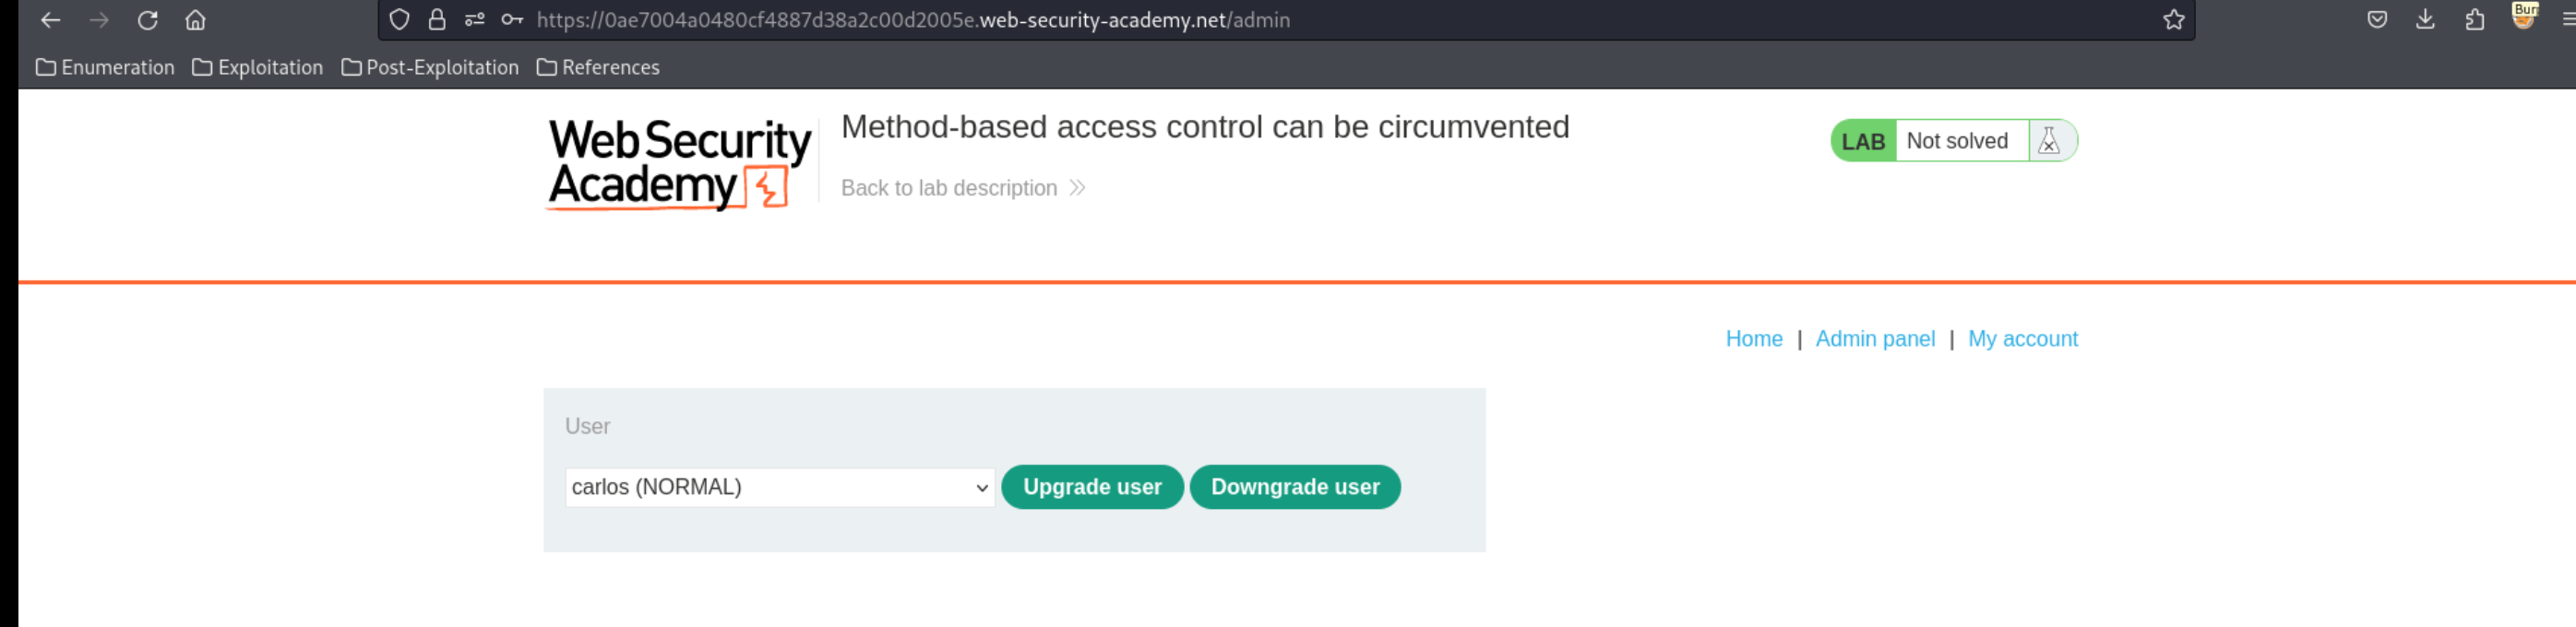 https://0ae7004a0480cf4887d38a2c00d2005e.web-security-academy.net/admin
Bur
Enumeration Exploitation Post-Exploitation References
Web Security Academy
Method-based access control can be circumvented
LAB Not solved
Back to lab description
Home | Admin panel | My account
User
carlos (NORMAL) Upgrade user Downgrade user